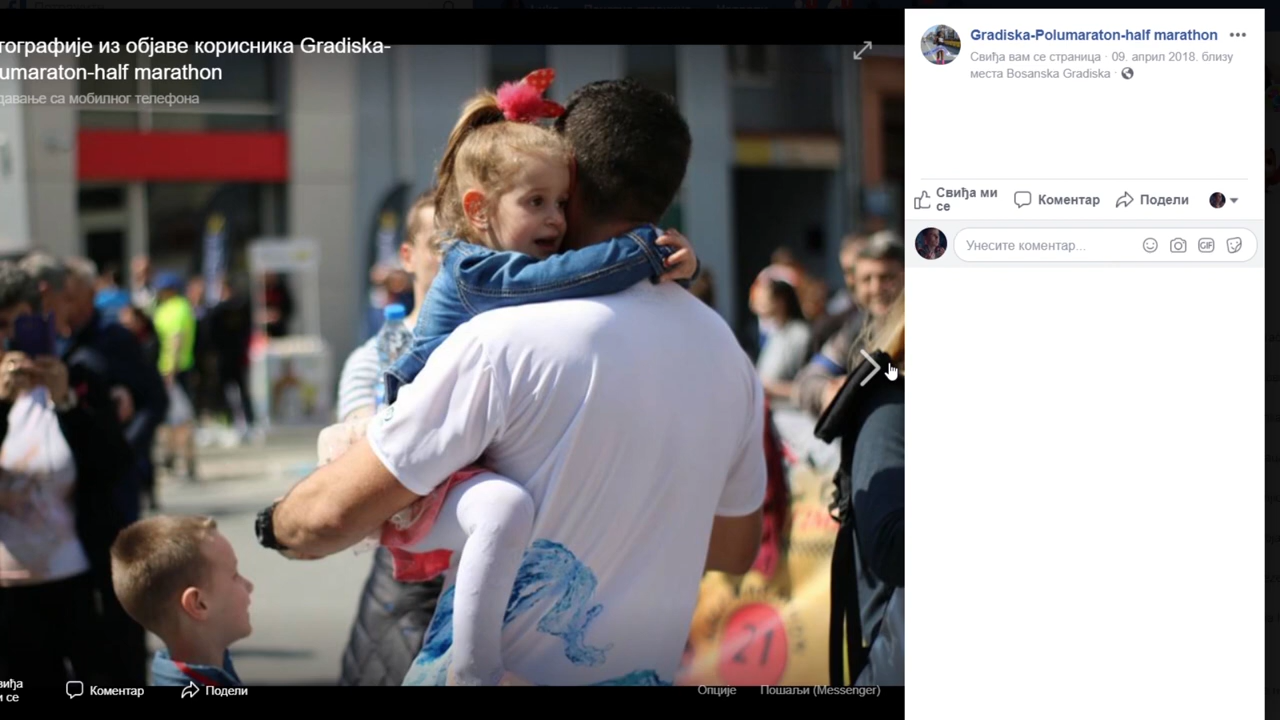 тографије из објаве корисника Gradiska-
lumaraton-half marathon
давање са мобилног телефона
Gradiska-Polumaraton-half marathon
Свиђа вам се страница · 09. април 2018. близу
места Bosanska Gradiska ·
Свиђа ми
се
Коментар
Подели
Унесите коментар...
GIF
21
виђа
и се
Коментар
Подели
Опције
Пошаљи (Messenger)